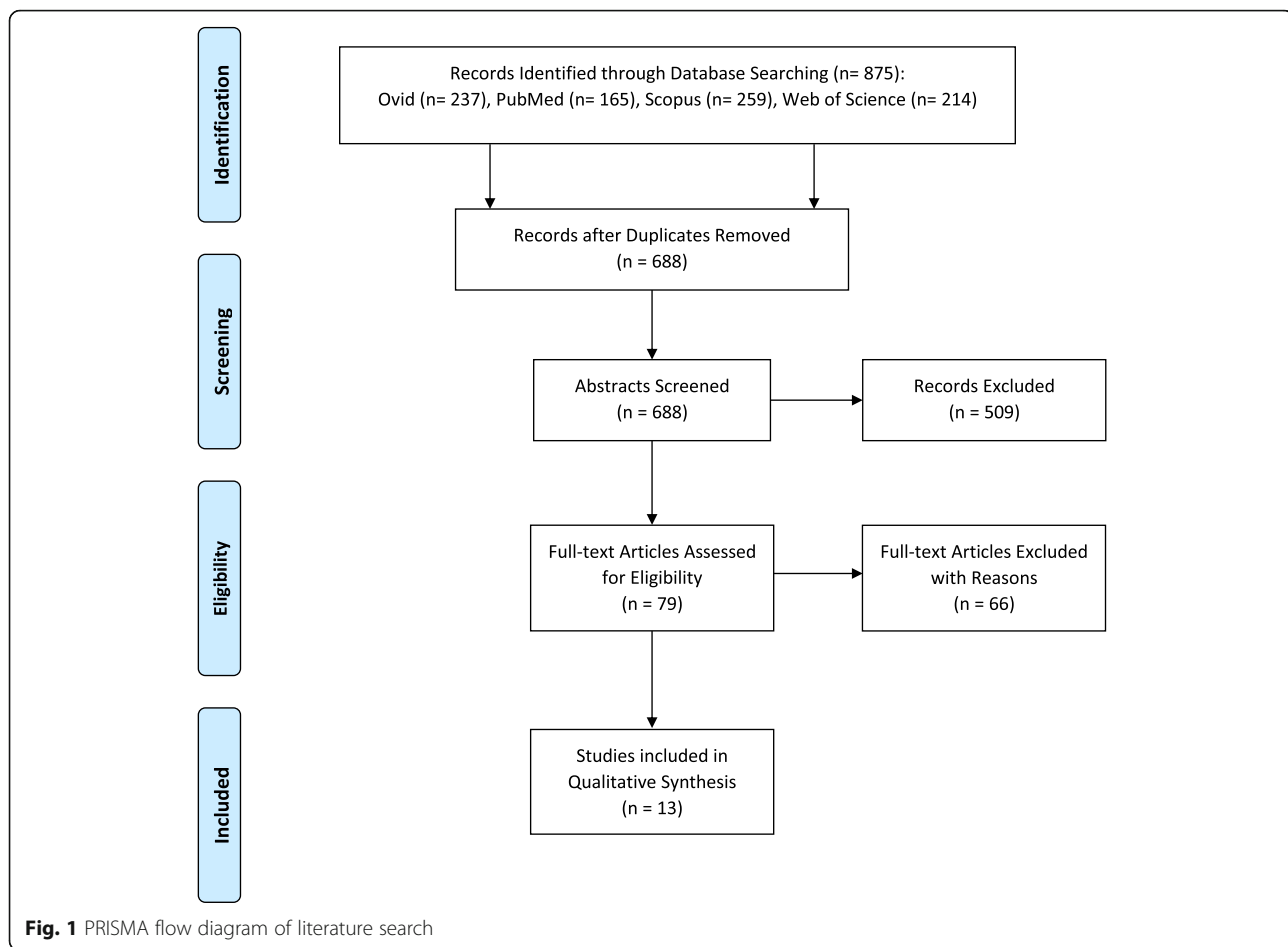 Identification
Records Identified through Database Searching (n= 875):
Ovid (n= 237), PubMed (n= 165), Scopus (n= 259), Web of Science (n= 214)
Records after Duplicates Removed
(n = 688)
Screening
Abstracts Screened
(n = 688)
Records Excluded
(n = 509)
Eligibility
Full-text Articles Assessed
for Eligibility
(n = 79)
Full-text Articles Excluded
with Reasons
(n = 66)
Included
Studies included in
Qualitative Synthesis
(n = 13)
Fig. 1 PRISMA flow diagram of literature search